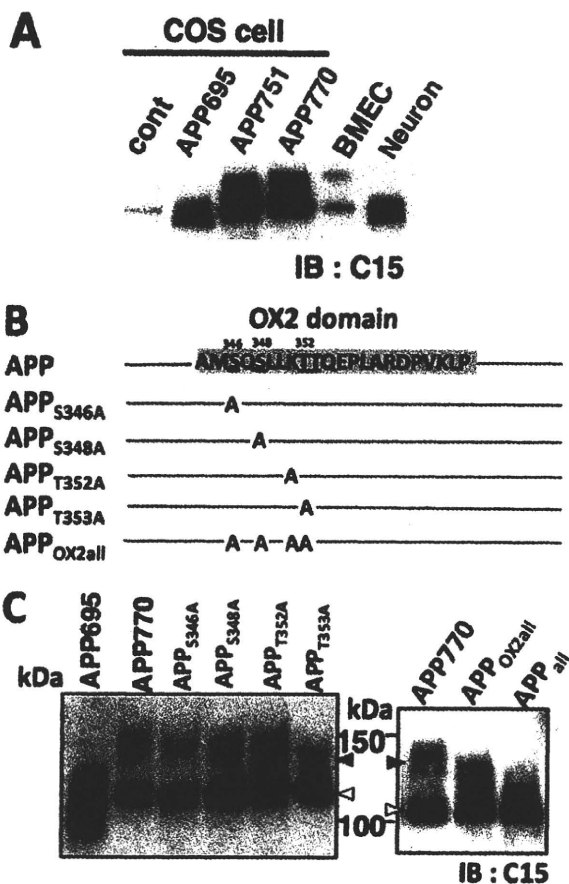 A
COS cell
cont
APP695
APP751
APP770
BMEC
Neuron
IB : C15
B
OX2 domain
346 348 352
APP AMSQSLLKTTQEPLARDPVKLP
APPS346A A
APPS348A A
APPT352A A
APPT353A A
APPOX2all A A AA
C
kDa
APP695
APP770
APPS346A
APPS348A
APPT352A
APPT353A
kDa
150
100
APP770
APPOX2all
APPall
IB : C15